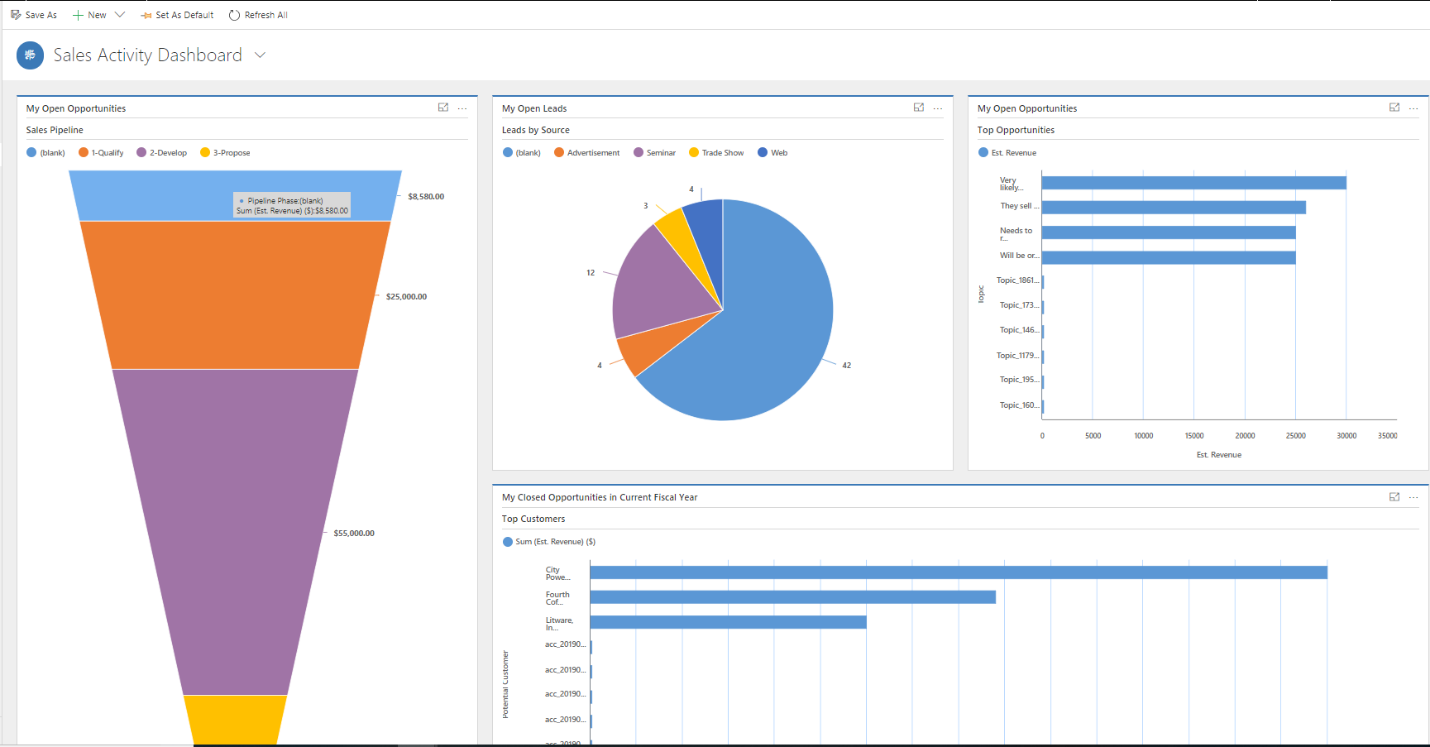 Save As New Set As Default Refresh All
Sales Activity Dashboard
My Open Opportunities
Sales Pipeline
(blank) 1-Qualify 2-Develop 3-Propose
$8,580.00
Pipeline Phase:(blank)
Sum (Est. Revenue) ($):$8,580.00
$25,000.00
$55,000.00
My Open Leads
Leads by Source
(blank) Advertisement Seminar Trade Show Web
4
3
12
4
42
My Open Opportunities
Top Opportunities
Est. Revenue
Very
likely...
They sell ...
Needs to
r...
Will be or...
Topic_1861...
Topic_173...
Topic_146...
Topic_1179...
Topic_195...
Topic_160...
Topic
0 5000 10000 15000 20000 25000 30000 35000
Est. Revenue
My Closed Opportunities in Current Fiscal Year
Top Customers
Sum (Est. Revenue) ($)
City
Powe...
Fourth
Cof...
Litware,
In...
acc_20190...
acc_20190...
acc_20190...
acc_20190...
acc_20190...
Potential Customer